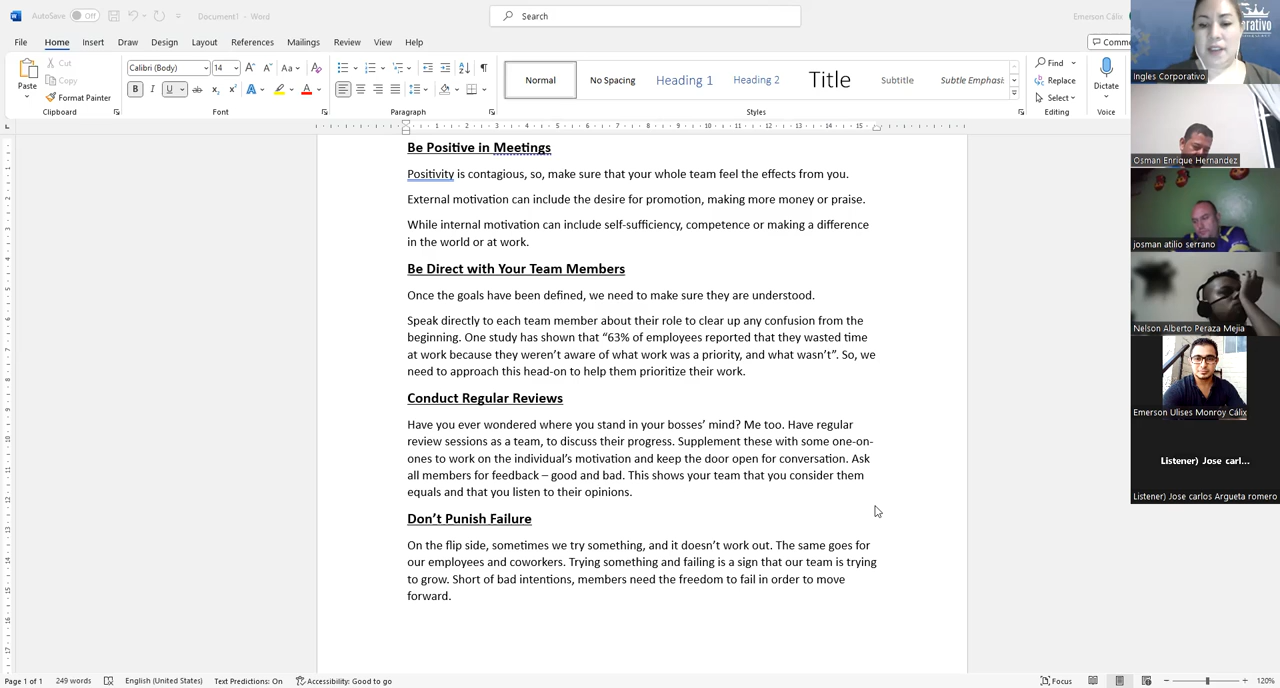 AutoSave
Off
Document1 - Word
Search
Emerson Cálix
File
Home
Insert
Draw
Design
Layout
References
Mailings
Review
View
Help
Paste
Cut
Copy
Format Painter
Clipboard
Calibri (Body)
14
Font
Paragraph
Normal
No Spacing
Heading 1
Heading 2
Title
Subtitle
Subtle Emphasis
Styles
Find
Replace
Select
Editing
Dictate
Voice
Be Positive in Meetings
Positivity is contagious, so, make sure that your whole team feel the effects from you.
External motivation can include the desire for promotion, making more money or praise.
While internal motivation can include self-sufficiency, competence or making a difference
in the world or at work.
Be Direct with Your Team Members
Once the goals have been defined, we need to make sure they are understood.
Speak directly to each team member about their role to clear up any confusion from the
beginning. One study has shown that “63% of employees reported that they wasted time
at work because they weren’t aware of what work was a priority, and what wasn’t”. So, we
need to approach this head-on to help them prioritize their work.
Conduct Regular Reviews
Have you ever wondered where you stand in your bosses’ mind? Me too. Have regular
review sessions as a team, to discuss their progress. Supplement these with some one-on-
ones to work on the individual’s motivation and keep the door open for conversation. Ask
all members for feedback – good and bad. This shows your team that you consider them
equals and that you listen to their opinions.
Don’t Punish Failure
On the flip side, sometimes we try something, and it doesn’t work out. The same goes for
our employees and coworkers. Trying something and failing is a sign that our team is trying
to grow. Short of bad intentions, members need the freedom to fail in order to move
forward.
Ingles Corporativo
Osman Enrique Hernandez
josman atilio serrano
Nelson Alberto Peraza Mejia
Emerson Ulises Monroy Cálix
Listener) Jose carl...
Listener) Jose carlos Argueta romero
Page 1 of 1
249 words
English (United States)
Text Predictions: On
Accessibility: Good to go
Focus
120%